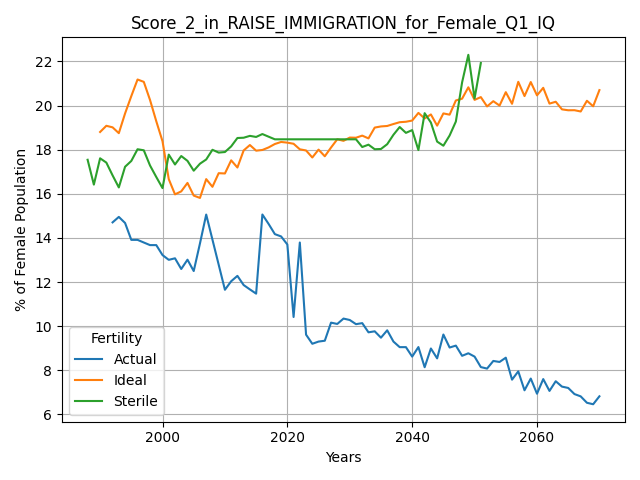 Score_2_in_RAISE_IMMIGRATION_for_Female_Q1_IQ
% of Female Population
22
20
18
16
14
12
10
8
6
Fertility
Actual
Ideal
Sterile
2000
2020
2040
2060
Years